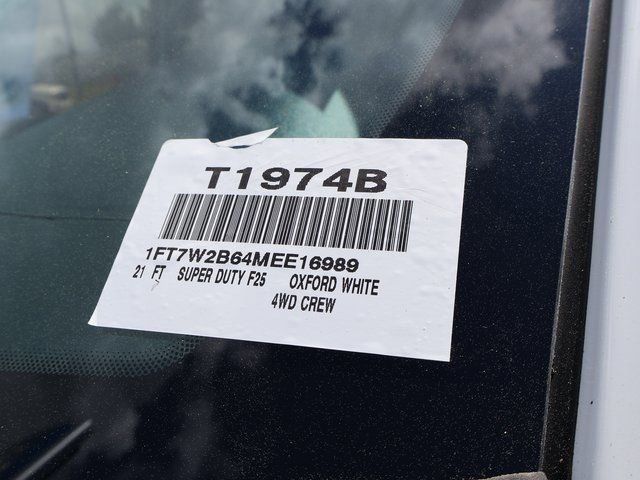 T1974B
1FT7W2B64MEE16989
21 FT SUPER DUTY F25 OXFORD WHITE
4WD CREW